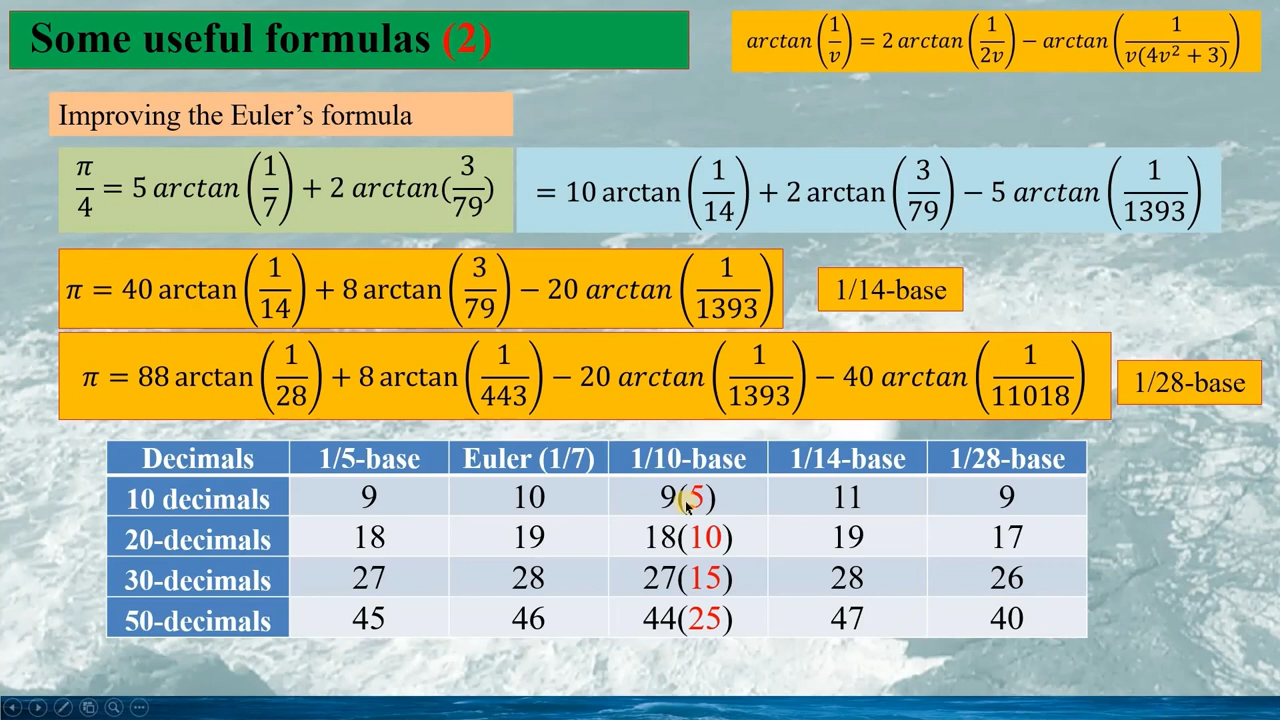 Some useful formulas (2)
arctan(1/v) = 2 arctan(1/2v) − arctan(1/v(4v² + 3))
Improving the Euler’s formula
π/4 = 5 arctan(1/7) + 2 arctan(3/79)
= 10 arctan(1/14) + 2 arctan(3/79) − 5 arctan(1/1393)
π = 40 arctan(1/14) + 8 arctan(3/79) − 20 arctan(1/1393)
1/14-base
π = 88 arctan(1/28) + 8 arctan(1/443) − 20 arctan(1/1393) − 40 arctan(1/11018)
1/28-base
Decimals 1/5-base Euler (1/7) 1/10-base 1/14-base 1/28-base
10 decimals 9 10 9(5) 11 9
20-decimals 18 19 18(10) 19 17
30-decimals 27 28 27(15) 28 26
50-decimals 45 46 44(25) 47 40